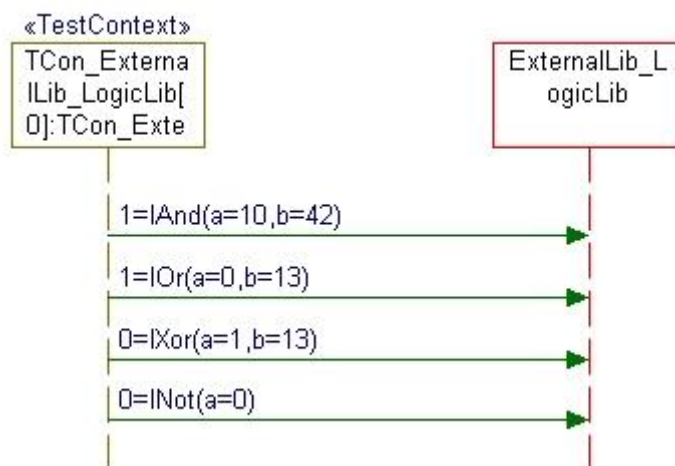 «TestContext»
TCon_Externa
lLib_LogicLib[
0]:TCon_Exte
ExternalLib_L
ogicLib
1=lAnd(a=10,b=42)
1=lOr(a=0,b=13)
0=lXor(a=1,b=13)
0=lNot(a=0)